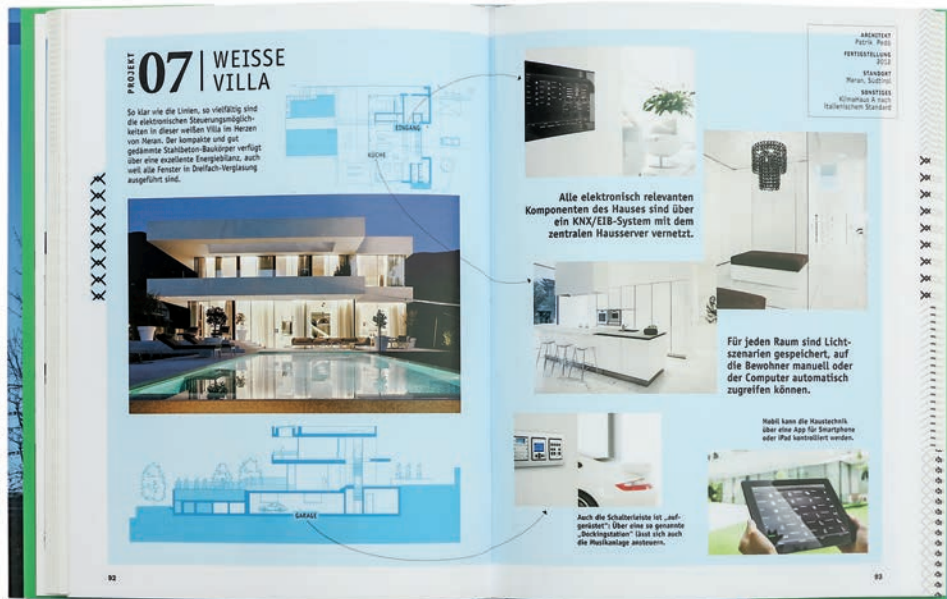 PROJEKT
07 | WEISSE
VILLA
So klar wie die Linien, so vielfältig sind
die elektronischen Steuerungsmöglich-
keiten in dieser weißen Villa im Herzen
von Meran. Der kompakte und gut
gedämmte Stahlbeton-Baukörper verfügt
über eine exzellente Energiebilanz, auch
weil alle Fenster in Dreifach-Verglasung
ausgeführt sind.
EINGANG
KÜCHE
GARAGE
92
ARCHITEKT
Patrik Pedó
FERTIGSTELLUNG
2012
STANDORT
Meran, Südtirol
SONSTIGES
KlimaHaus A nach
Italienischem Standard
Alle elektronisch relevanten
Komponenten des Hauses sind über
ein KNX/EIB-System mit dem
zentralen Hausserver vernetzt.
Für jeden Raum sind Licht-
szenarien gespeichert, auf
die Bewohner manuell oder
der Computer automatisch
zugreifen können.
Mobil kann die Haustechnik
über eine App für Smartphone
oder iPad kontrolliert werden.
Auch die Schalterleiste ist „auf-
gerüstet“: Über eine so genannte
„Dockingstation“ lässt sich auch
die Musikanlage ansteuern.
93